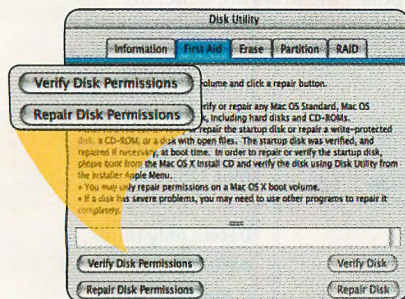 Disk Utility
Information First Aid Erase Partition RAID
Verify Disk Permissions
Repair Disk Permissions
volume and click a repair button.
verify or repair any Mac OS Standard, Mac OS
including hard disks and CD-ROMs.
repair the startup disk or repair a write-protected
disk, a CD-ROM, or a disk with open files. The startup disk was verified, and
repaired if necessary, at boot time. In order to repair or verify the startup disk,
please boot from the Mac OS X Install CD and verify the disk using Disk Utility from
the Installer Apple Menu.
• You may only repair permissions on a Mac OS X boot volume.
• If a disk has severe problems, you may need to use other programs to repair it
completely.
Verify Disk Permissions Verify Disk
Repair Disk Permissions Repair Disk